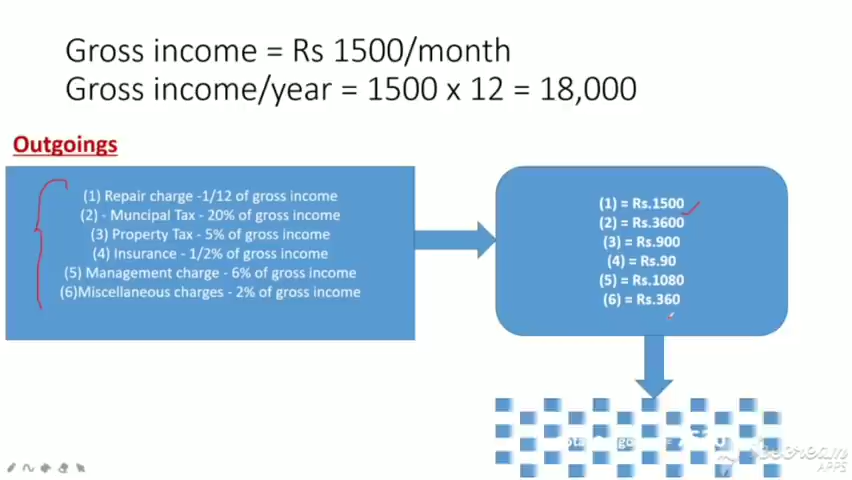 Gross income = Rs 1500/month
Gross income/year = 1500 x 12 = 18,000
Outgoings
(1) Repair charge -1/12 of gross income
(2) - Muncipal Tax - 20% of gross income
(3) Property Tax - 5% of gross income
(4) Insurance - 1/2% of gross income
(5) Management charge - 6% of gross income
(6)Miscellaneous charges - 2% of gross income
(1) = Rs.1500
(2) = Rs.3600
(3) = Rs.900
(4) = Rs.90
(5) = Rs.1080
(6) = Rs.360
APPS